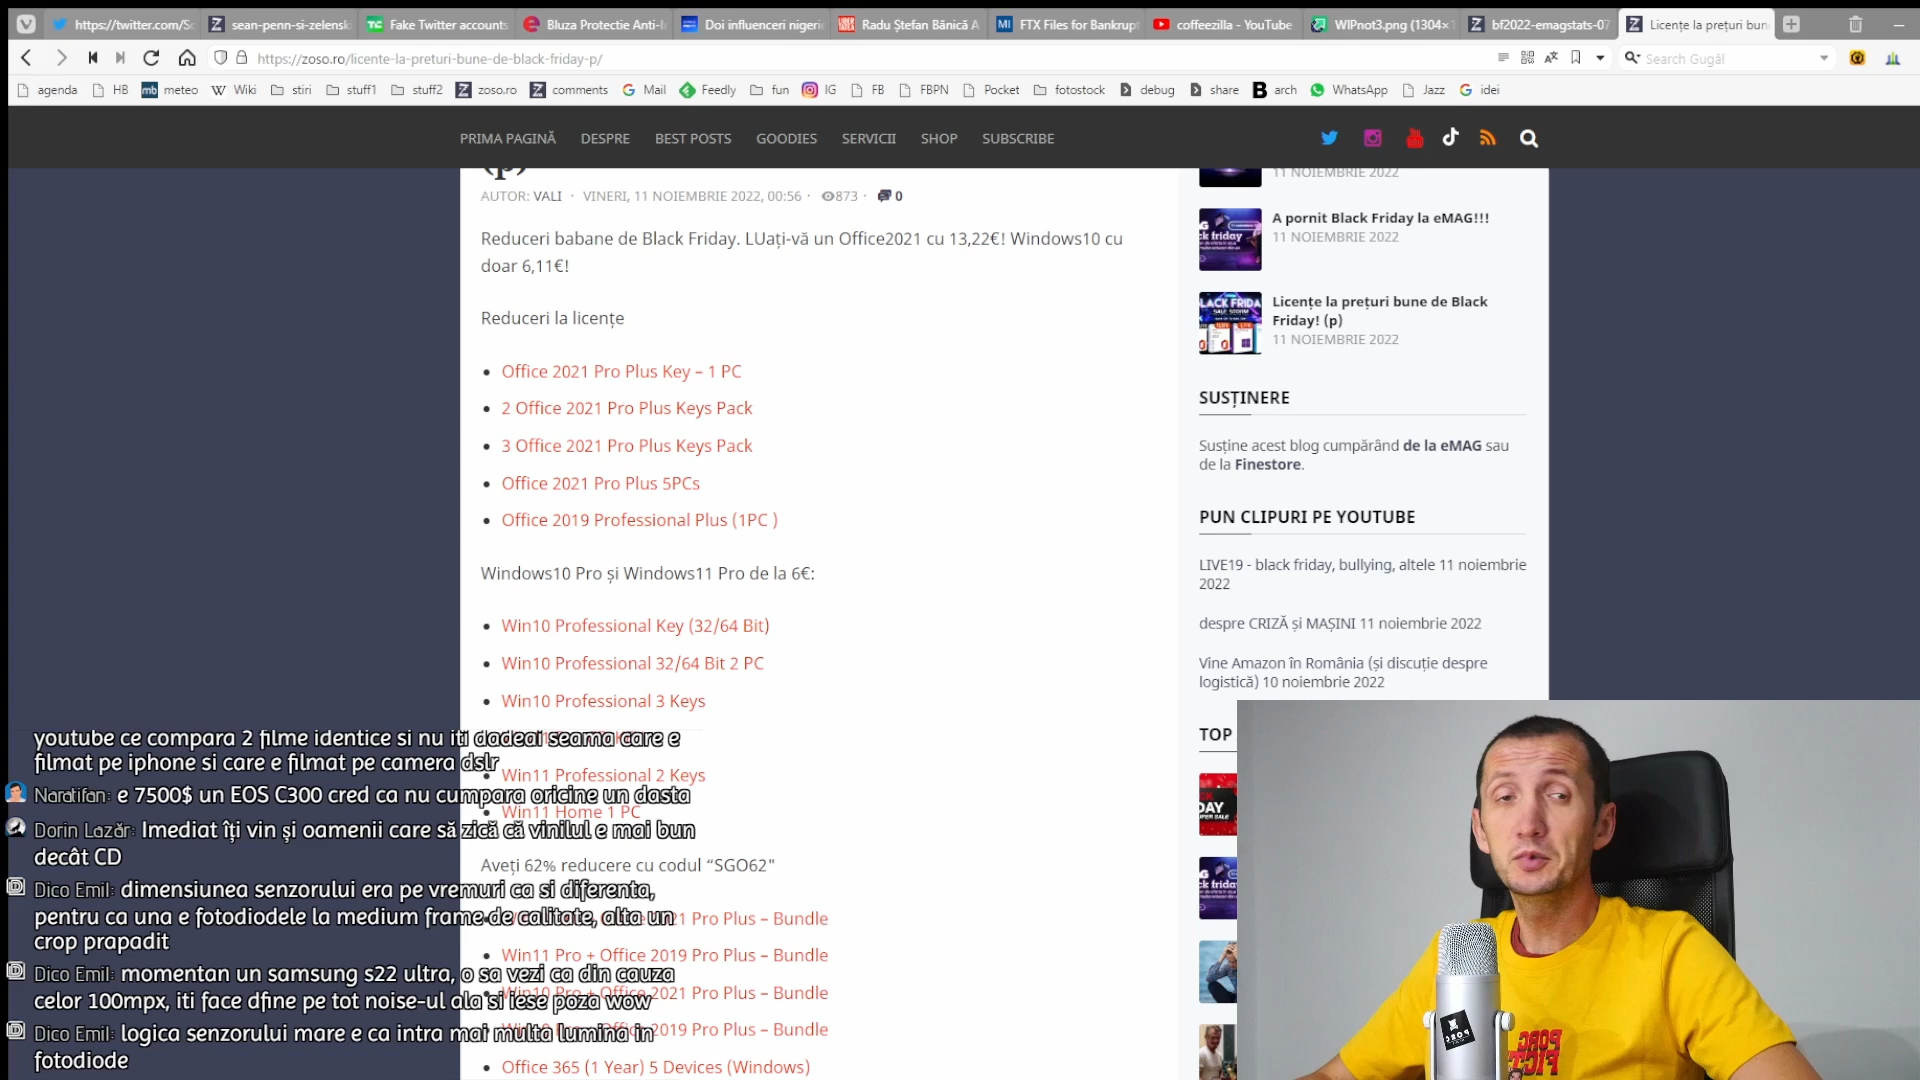 https://twitter.com/Sc
sean-penn-si-zelensk
Fake Twitter accounts
Bluza Protectie Anti-I
Doi influenceri nigerie
Radu Ștefan Bănică A
FTX Files for Bankrupt
coffeezilla - YouTube
WIPnot3.png (1304×1
bf2022-emagstats-07
Licențe la prețuri bun
https://zoso.ro/licente-la-preturi-bune-de-black-friday-p/
Search Gugăl
agenda HB meteo Wiki stiri stuff1 stuff2 zoso.ro comments Mail Feedly fun IG FB FBPN Pocket fotostock debug share arch WhatsApp Jazz idei
PRIMA PAGINĂ DESPRE BEST POSTS GOODIES SERVICII SHOP SUBSCRIBE
(p)
AUTOR: VALI · VINERI, 11 NOIEMBRIE 2022, 00:56 · 873 · 0
Reduceri babane de Black Friday. LUați-vă un Office2021 cu 13,22€! Windows10 cu
doar 6,11€!
Reduceri la licențe
Office 2021 Pro Plus Key – 1 PC
2 Office 2021 Pro Plus Keys Pack
3 Office 2021 Pro Plus Keys Pack
Office 2021 Pro Plus 5PCs
Office 2019 Professional Plus (1PC )
Windows10 Pro și Windows11 Pro de la 6€:
Win10 Professional Key (32/64 Bit)
Win10 Professional 32/64 Bit 2 PC
Win10 Professional 3 Keys
Win11 Professional 2 Keys
Win11 Home 1 PC
Aveți 62% reducere cu codul “SGO62"
2021 Pro Plus – Bundle
Win11 Pro + Office 2019 Pro Plus – Bundle
Win10 Pro + Office 2021 Pro Plus – Bundle
2019 Pro Plus – Bundle
Office 365 (1 Year) 5 Devices (Windows)
11 NOIEMBRIE 2022
A pornit Black Friday la eMAG!!!
11 NOIEMBRIE 2022
Licențe la prețuri bune de Black
Friday! (p)
11 NOIEMBRIE 2022
SUSȚINERE
Susține acest blog cumpărând de la eMAG sau
de la Finestore.
PUN CLIPURI PE YOUTUBE
LIVE19 - black friday, bullying, altele 11 noiembrie
2022
despre CRIZĂ și MAȘINI 11 noiembrie 2022
Vine Amazon în România (și discuție despre
logistică) 10 noiembrie 2022
TOP
youtube ce compara 2 filme identice si nu iti dadeai seama care e
filmat pe iphone si care e filmat pe camera dslr
Naratifan: e 7500$ un EOS C300 cred ca nu cumpara oricine un dasta
Dorin Lazăr: Imediat îți vin și oamenii care să zică că vinilul e mai bun
decât CD
Dico Emil: dimensiunea senzorului era pe vremuri ca si diferenta,
pentru ca una e fotodiodele la medium frame de calitate, alta un
crop prapadit
Dico Emil: momentan un samsung s22 ultra, o sa vezi ca din cauza
celor 100mpx, iti face dfine pe tot noise-ul ala si iese poza wow
Dico Emil: logica senzorului mare e ca intra mai multa lumina in
fotodiode